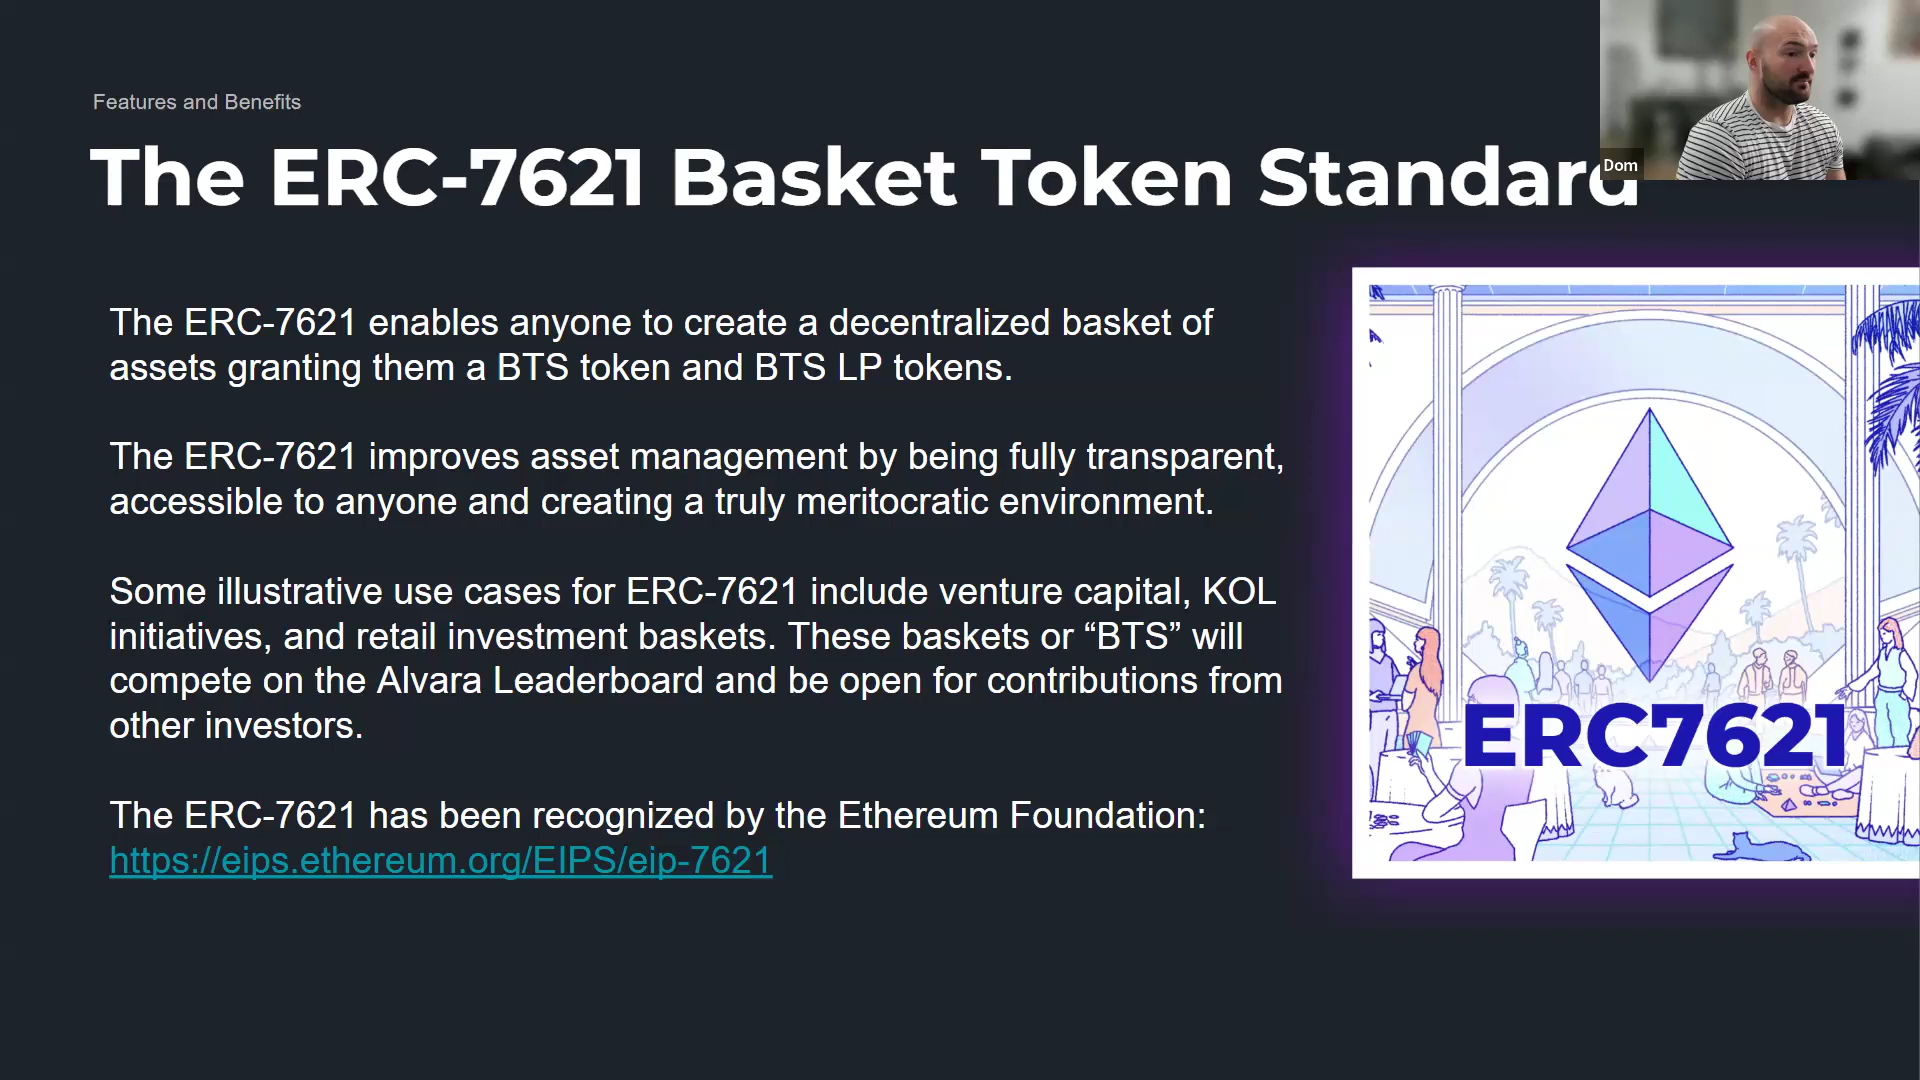 Features and Benefits
The ERC-7621 Basket Token Standard
Dom
The ERC-7621 enables anyone to create a decentralized basket of
assets granting them a BTS token and BTS LP tokens.
The ERC-7621 improves asset management by being fully transparent,
accessible to anyone and creating a truly meritocratic environment.
Some illustrative use cases for ERC-7621 include venture capital, KOL
initiatives, and retail investment baskets. These baskets or “BTS” will
compete on the Alvara Leaderboard and be open for contributions from
other investors.
The ERC-7621 has been recognized by the Ethereum Foundation:
https://eips.ethereum.org/EIPS/eip-7621
ERC7621